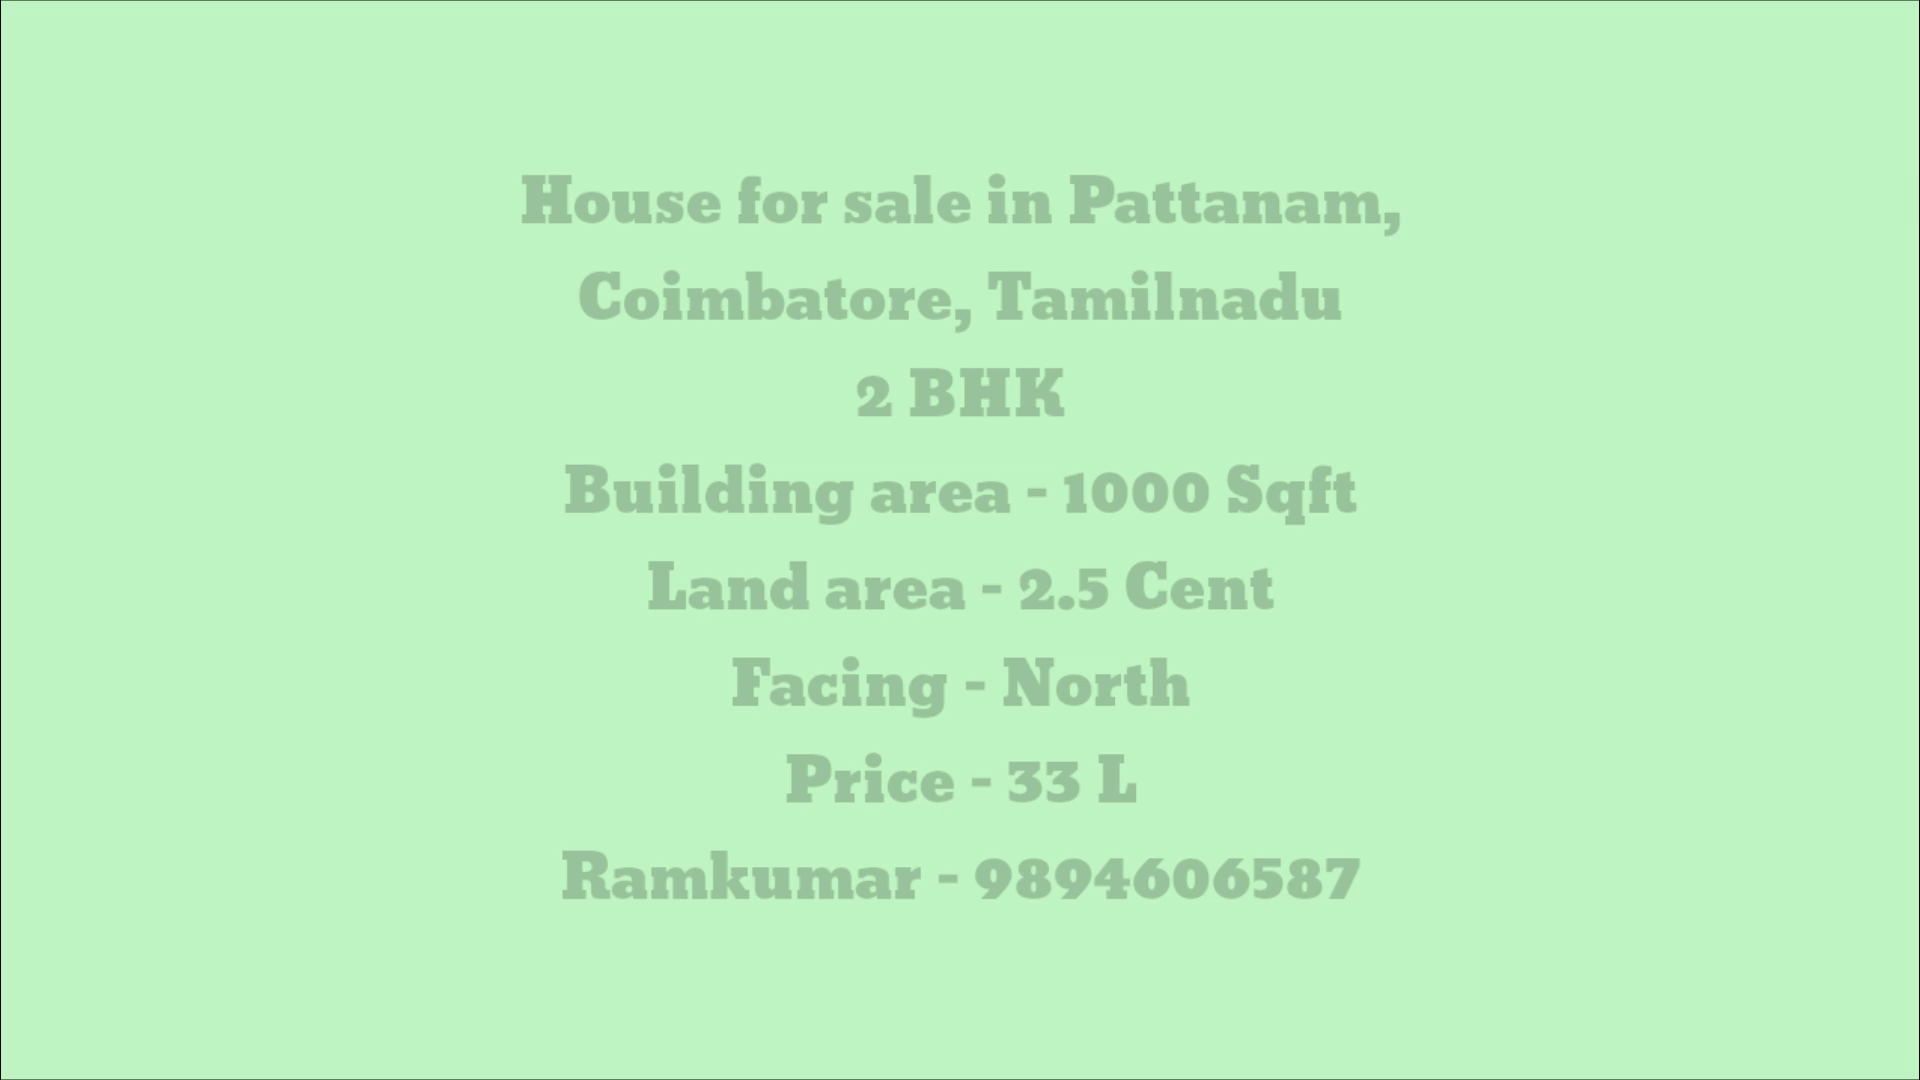 House for sale in Pattanam,
Coimbatore, Tamilnadu
2 BHK
Building area - 1000 Sqft
Land area - 2.5 Cent
Facing - North
Price - 33 L
Ramkumar - 9894606587